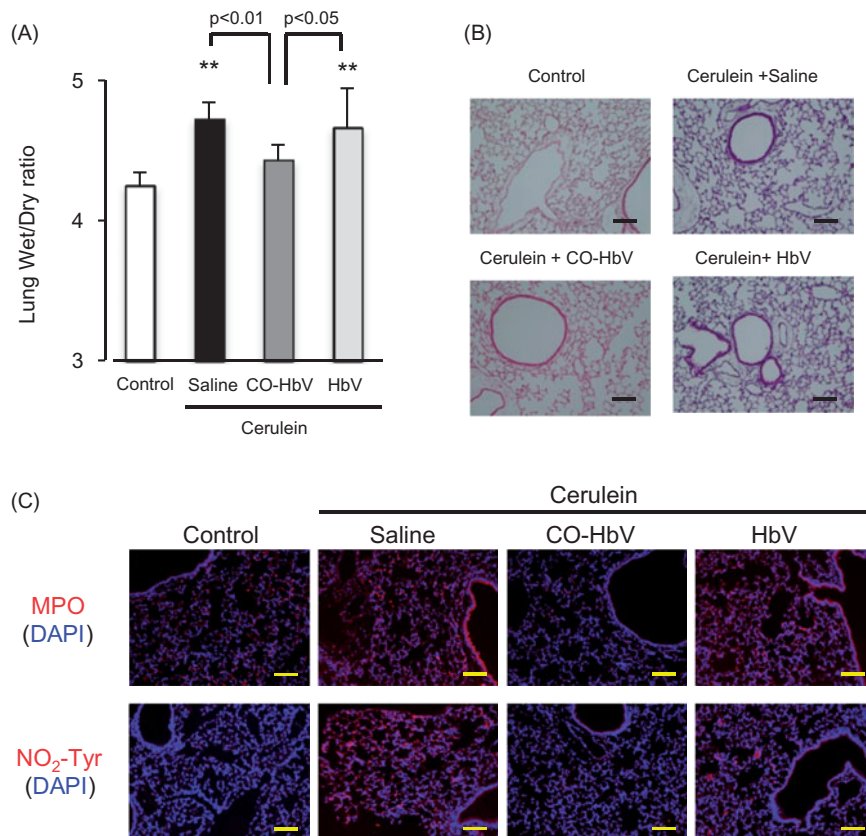 (A)
p<0.01
p<0.05
**
**
5
4
3
Lung Wet/Dry ratio
Control
Saline
CO-HbV
HbV
Cerulein
(B)
Control
Cerulein +Saline
Cerulein + CO-HbV
Cerulein+ HbV
(C)
Cerulein
Control
Saline
CO-HbV
HbV
MPO
(DAPI)
NO₂-Tyr
(DAPI)